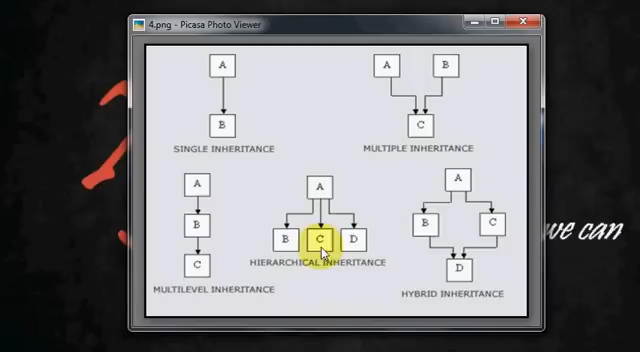 4.png - Picasa Photo Viewer
A
B
SINGLE INHERITANCE
A B
C
MULTIPLE INHERITANCE
A
B
C
MULTILEVEL INHERITANCE
A
B C D
HIERARCHICAL INHERITANCE
A
B C
D
HYBRID INHERITANCE
we can